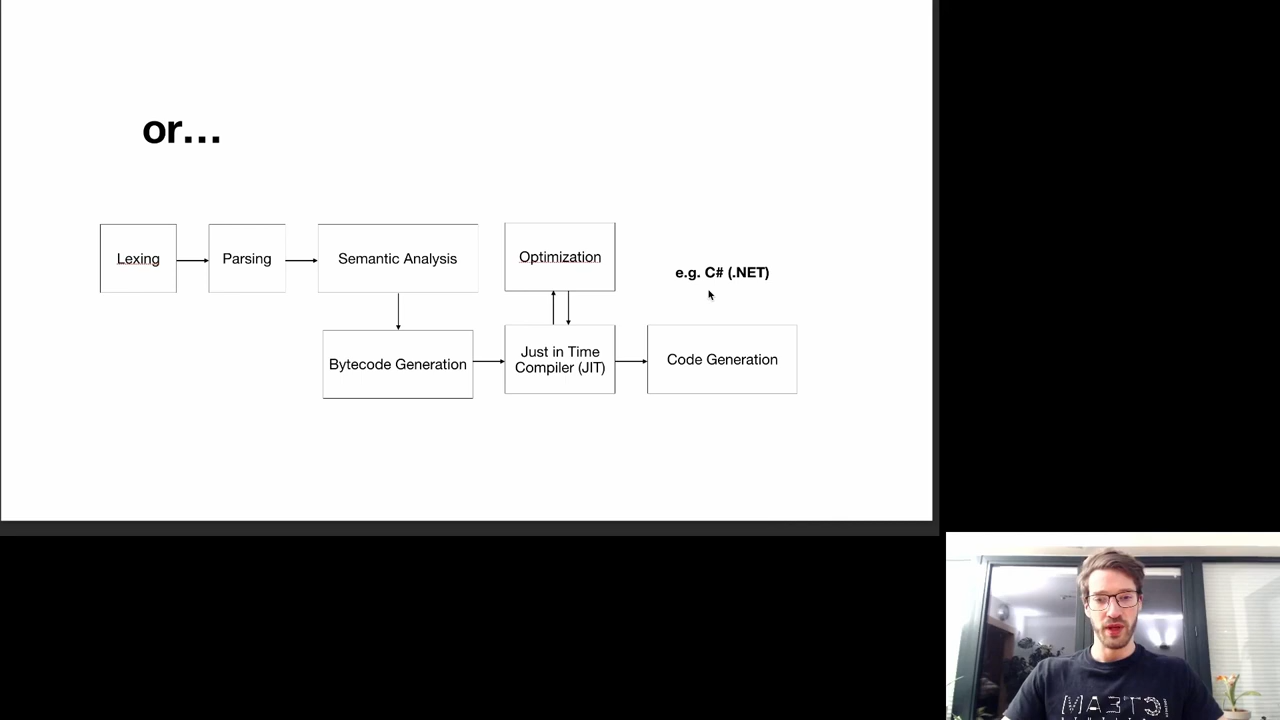 or...
Lexing
Parsing
Semantic Analysis
Optimization
e.g. C# (.NET)
Bytecode Generation
Just in Time
Compiler (JIT)
Code Generation